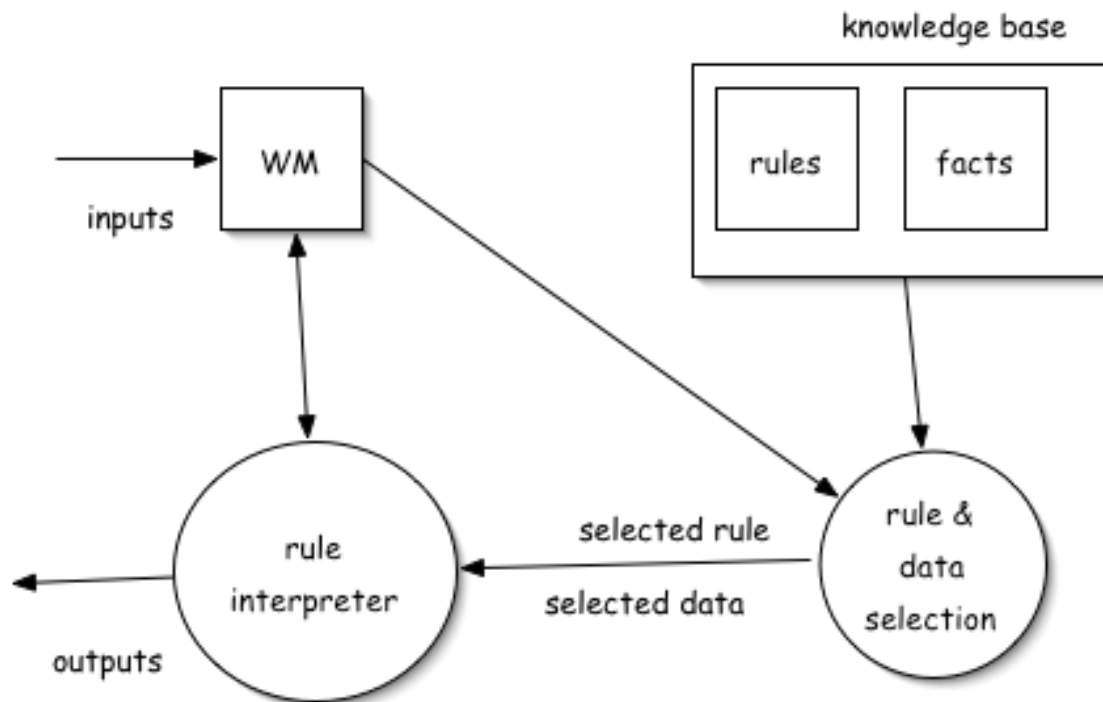 knowledge base
WM
rules
facts
inputs
rule &
data
selection
selected rule
selected data
rule
interpreter
outputs